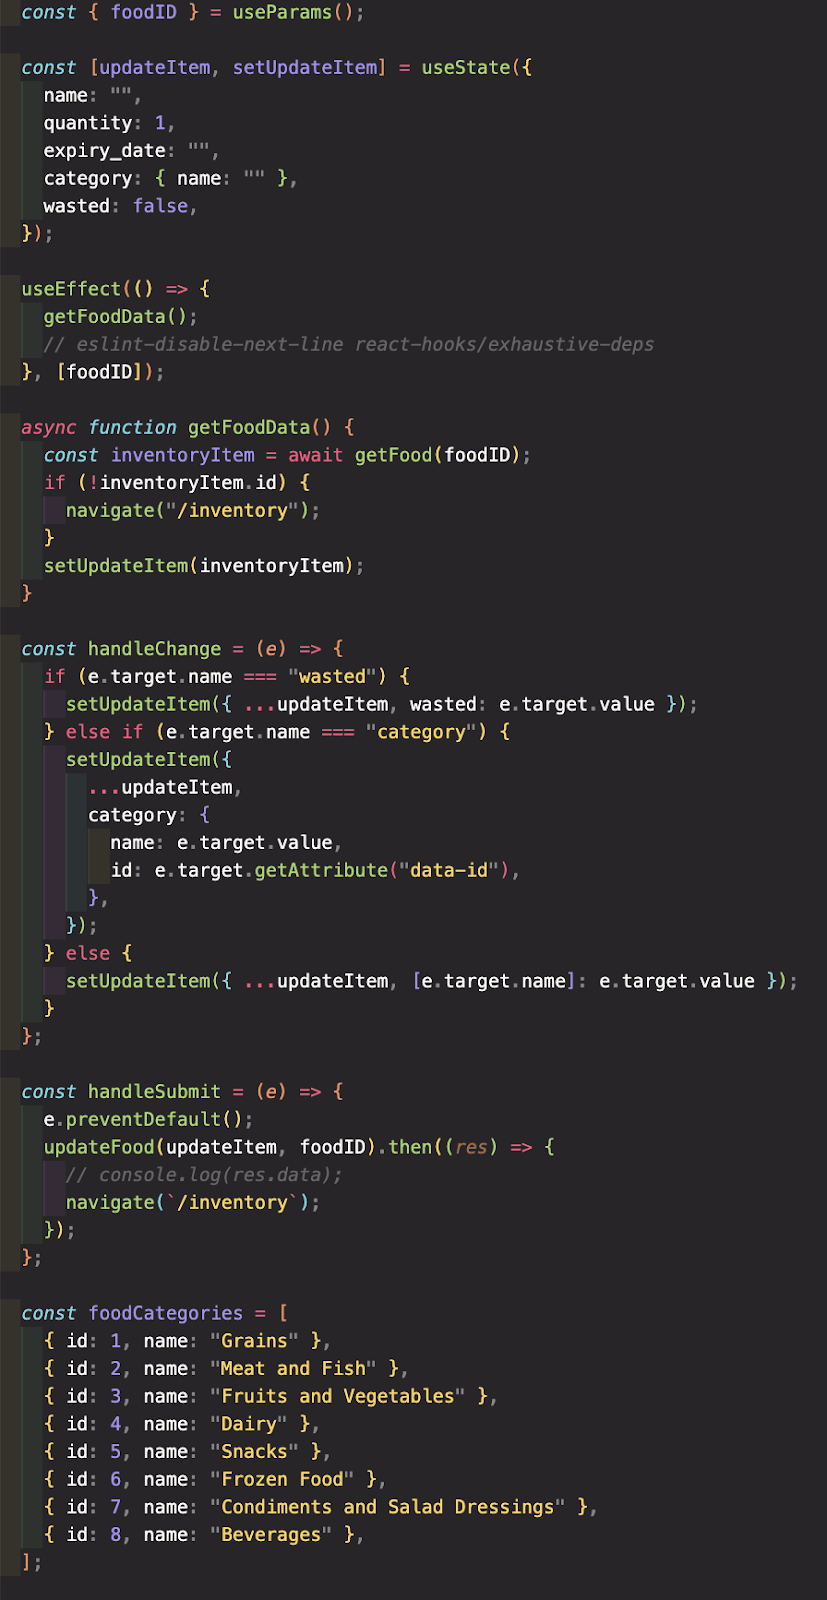 const { foodID } = useParams();
const [updateItem, setUpdateItem] = useState({
name: "",
quantity: 1,
expiry_date: "",
category: { name: "" },
wasted: false,
});
useEffect(() => {
getFoodData();
// eslint-disable-next-line react-hooks/exhaustive-deps
}, [foodID]);
async function getFoodData() {
const inventoryItem = await getFood(foodID);
if (!inventoryItem.id) {
navigate("/inventory");
}
setUpdateItem(inventoryItem);
}
const handleChange = (e) => {
if (e.target.name === "wasted") {
setUpdateItem({ ...updateItem, wasted: e.target.value });
} else if (e.target.name === "category") {
setUpdateItem({
...updateItem,
category: {
name: e.target.value,
id: e.target.getAttribute("data-id"),
},
});
} else {
setUpdateItem({ ...updateItem, [e.target.name]: e.target.value });
}
};
const handleSubmit = (e) => {
e.preventDefault();
updateFood(updateItem, foodID).then((res) => {
// console.log(res.data);
navigate(`/inventory`);
});
};
const foodCategories = [
{ id: 1, name: "Grains" },
{ id: 2, name: "Meat and Fish" },
{ id: 3, name: "Fruits and Vegetables" },
{ id: 4, name: "Dairy" },
{ id: 5, name: "Snacks" },
{ id: 6, name: "Frozen Food" },
{ id: 7, name: "Condiments and Salad Dressings" },
{ id: 8, name: "Beverages" },
];